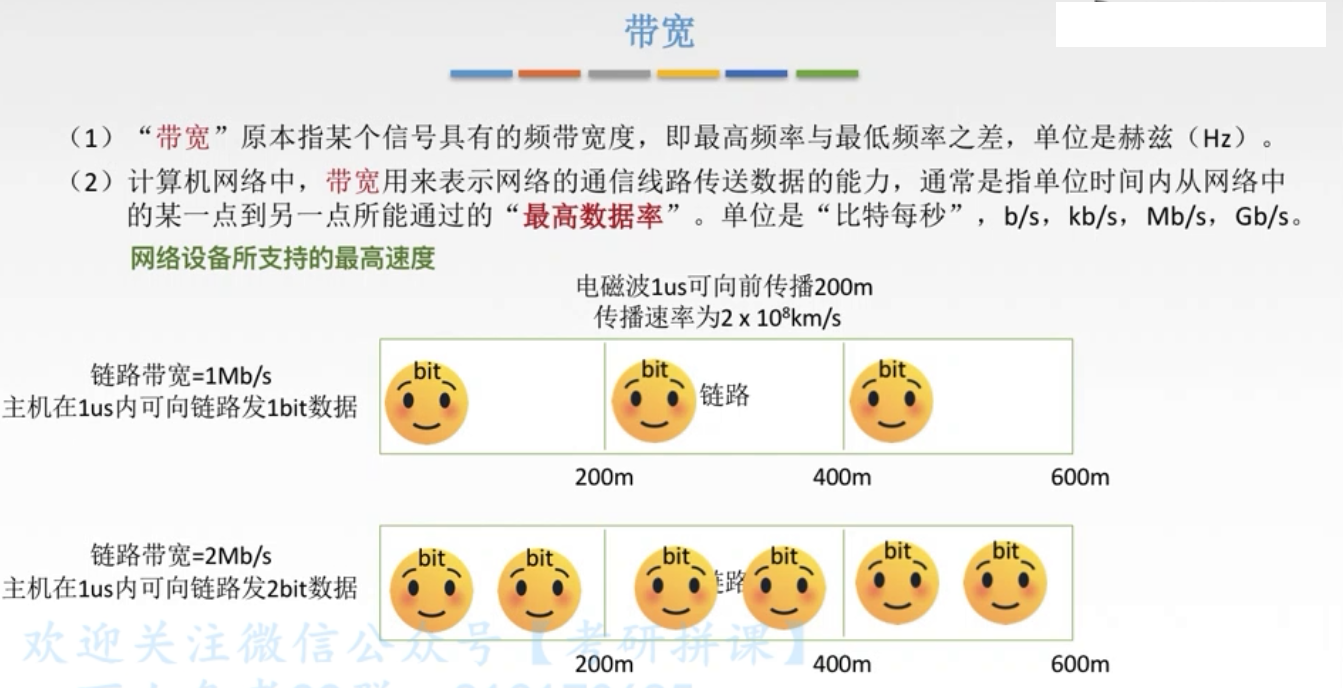 带宽
(1)“带宽”原本指某个信号具有的频带宽度，即最高频率与最低频率之差，单位是赫兹（Hz）。
(2)计算机网络中，带宽用来表示网络的通信线路传送数据的能力，通常是指单位时间内从网络中
的某一点到另一点所能通过的“最高数据率”。单位是“比特每秒”，b/s，kb/s，Mb/s，Gb/s。
网络设备所支持的最高速度
电磁波1us可向前传播200m
传播速率为2 x 10⁸km/s
链路带宽=1Mb/s
主机在1us内可向链路发1bit数据
bit bit 链路 bit
200m 400m 600m
链路带宽=2Mb/s
主机在1us内可向链路发2bit数据
bit bit bit 路 bit bit bit
欢迎关注微信公众号【考研拼课】
200m 400m 600m